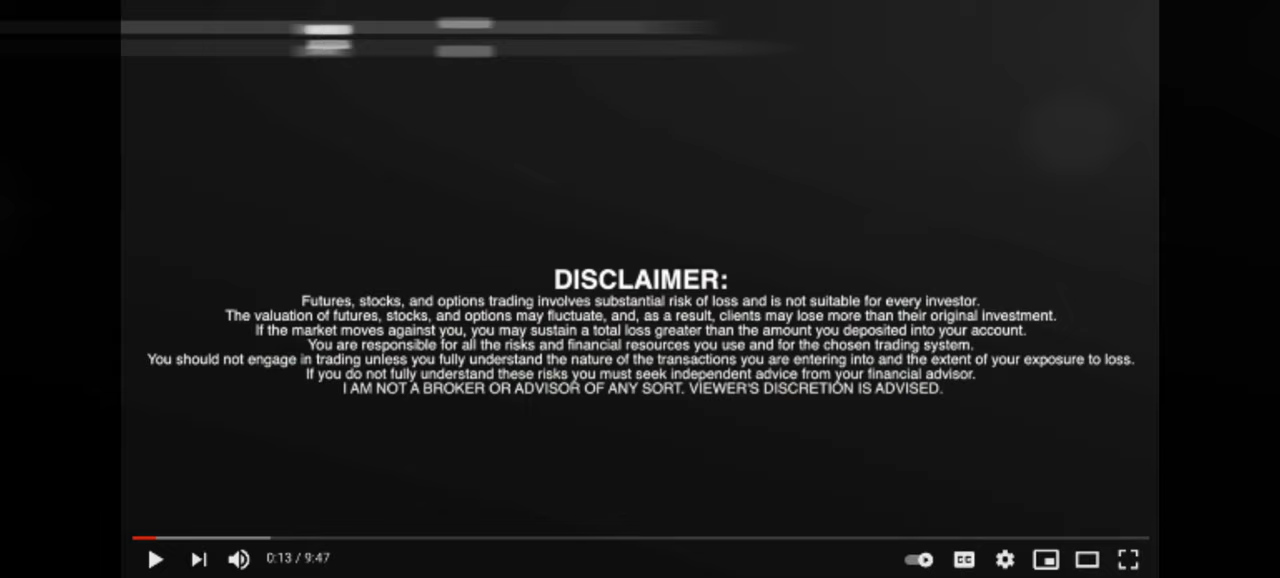 DISCLAIMER:
Futures, stocks, and options trading involves substantial risk of loss and is not suitable for every investor.
The valuation of futures, stocks, and options may fluctuate, and, as a result, clients may lose more than their original investment.
If the market moves against you, you may sustain a total loss greater than the amount you deposited into your account.
You are responsible for all the risks and financial resources you use and for the chosen trading system.
You should not engage in trading unless you fully understand the nature of the transactions you are entering into and the extent of your exposure to loss.
If you do not fully understand these risks you must seek independent advice from your financial advisor.
I AM NOT A BROKER OR ADVISOR OF ANY SORT. VIEWER'S DISCRETION IS ADVISED.
0:13 / 9:47
CC